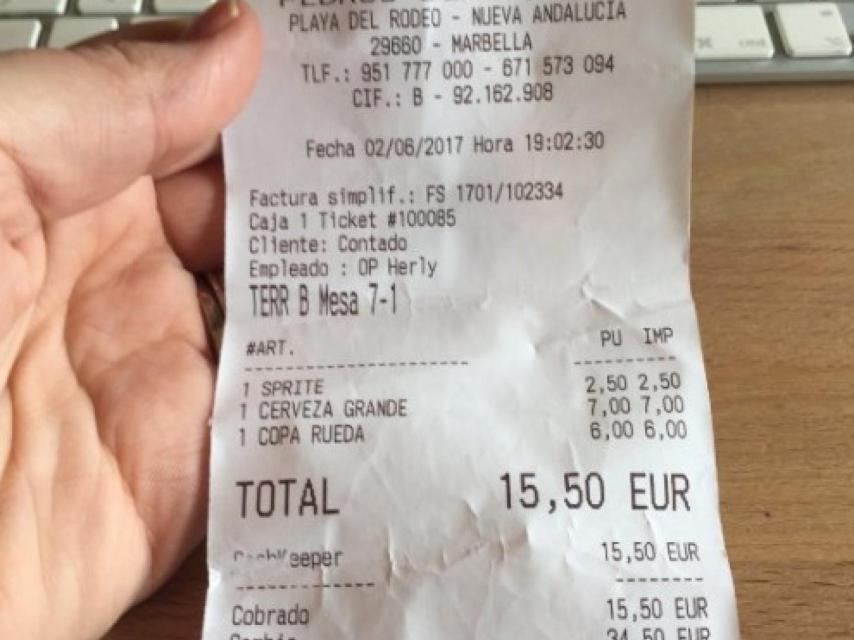 PLAYA DEL RODEO - NUEVA ANDALUCIA
29660 - MARBELLA
TLF.: 951 777 000 - 671 573 094
CIF.: B - 92.162.908
Fecha 02/06/2017 Hora 19:02:30
Factura simplif.: FS 1701/102334
Caja 1 Ticket #100085
Cliente: Contado
Empleado : OP Herly
TERR B Mesa 7-1
#ART. PU IMP
1 SPRITE 2,50 2,50
1 CERVEZA GRANDE 7,00 7,00
1 COPA RUEDA 6,00 6,00
TOTAL 15,50 EUR
CashKeeper 15,50 EUR
Cobrado 15,50 EUR
34,50 EUR